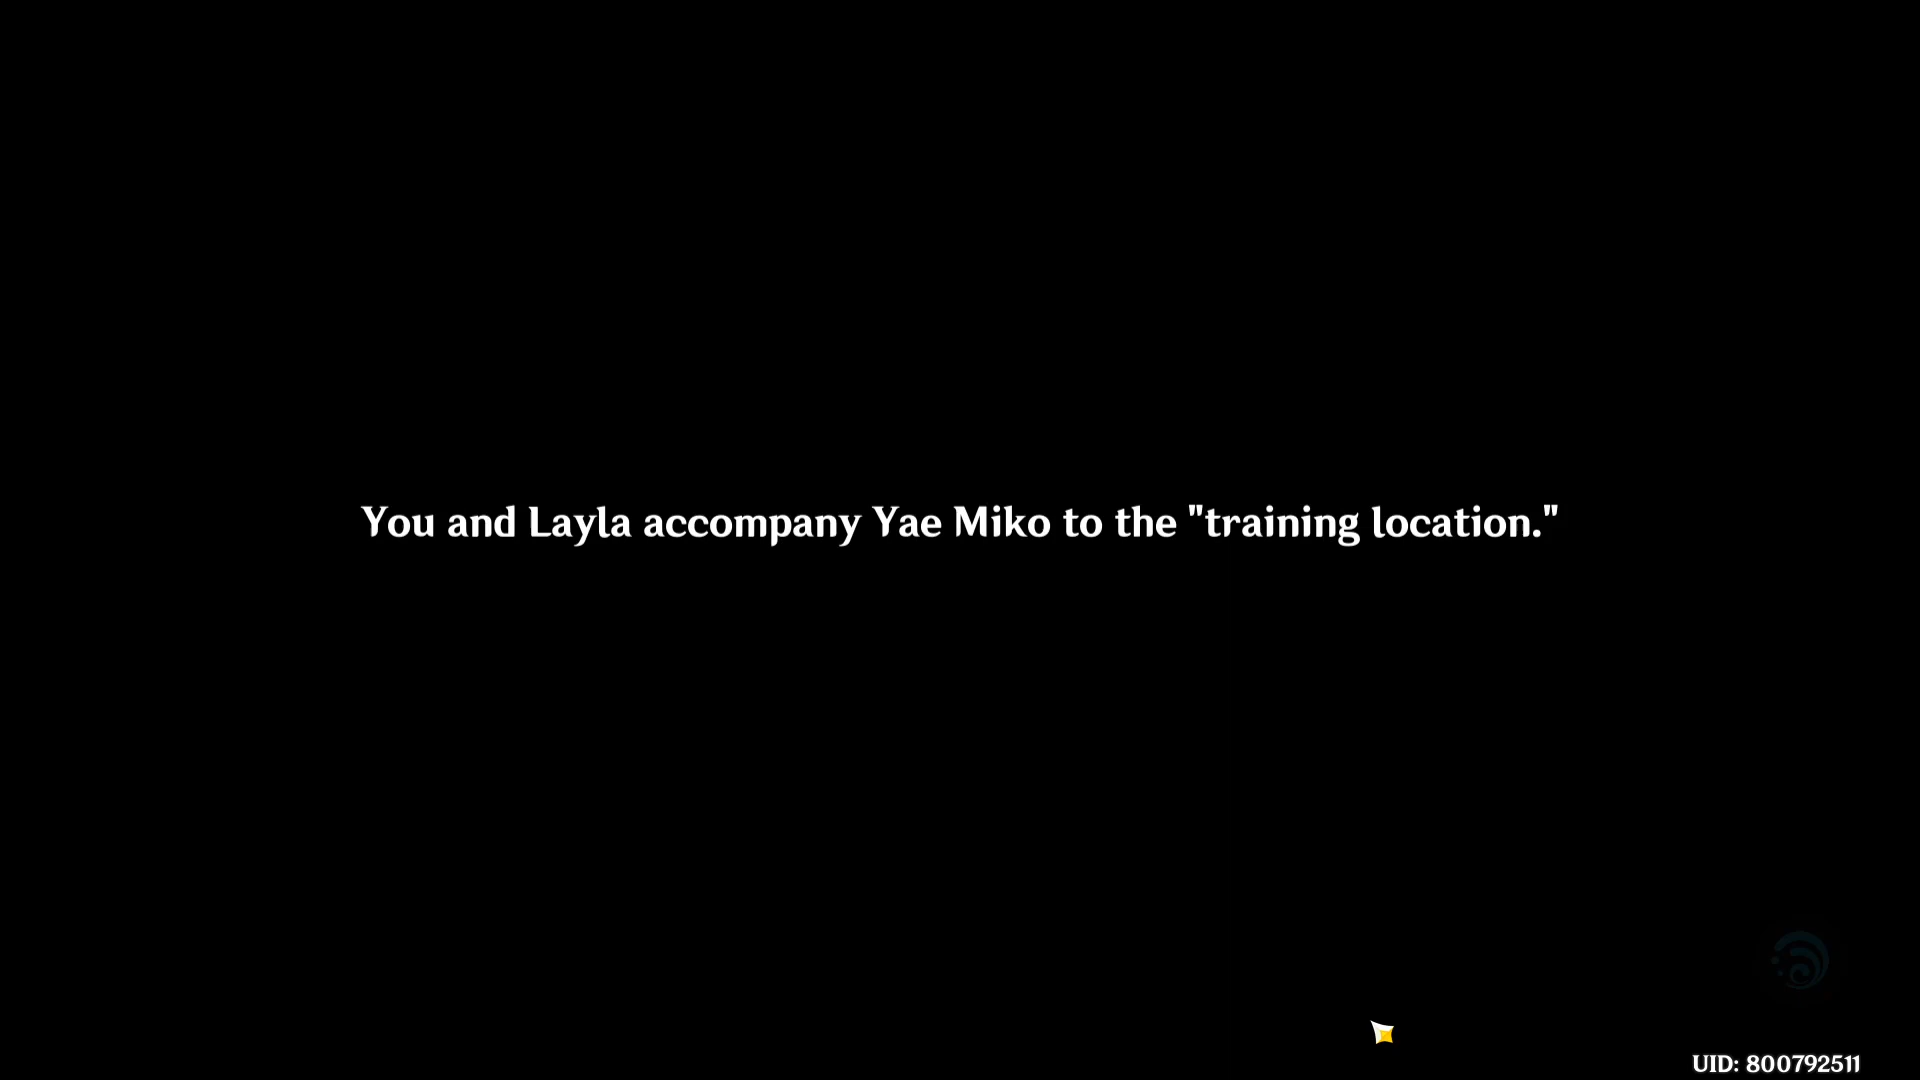 You and Layla accompany Yae Miko to the "training location."
UID: 800792511